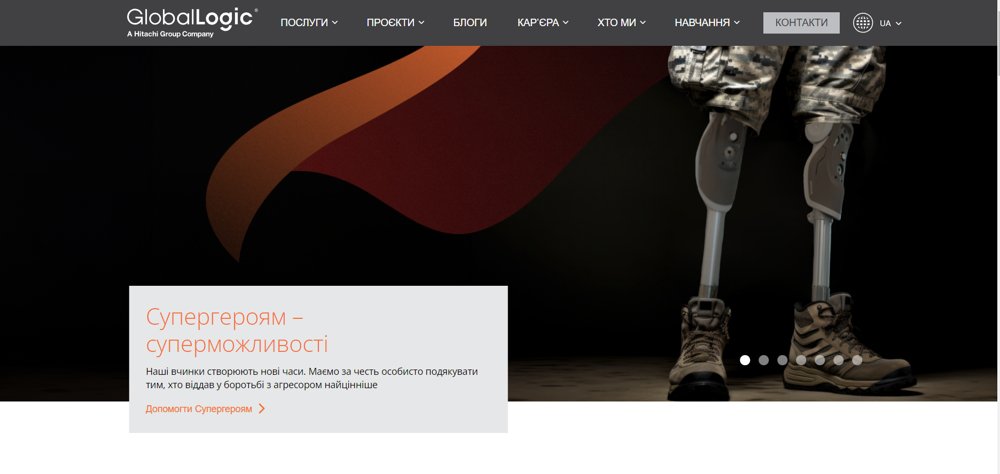 GlobalLogic®
A Hitachi Group Company
ПОСЛУГИ
ПРОЄКТИ
БЛОГИ
КАР’ЄРА
ХТО МИ
НАВЧАННЯ
КОНТАКТИ
UA
Супергероям –
суперможливості
Наші вчинки створюють нові часи. Маємо за честь особисто подякувати
тим, хто віддав у боротьбі з агресором найцінніше
Допомогти Супергероям